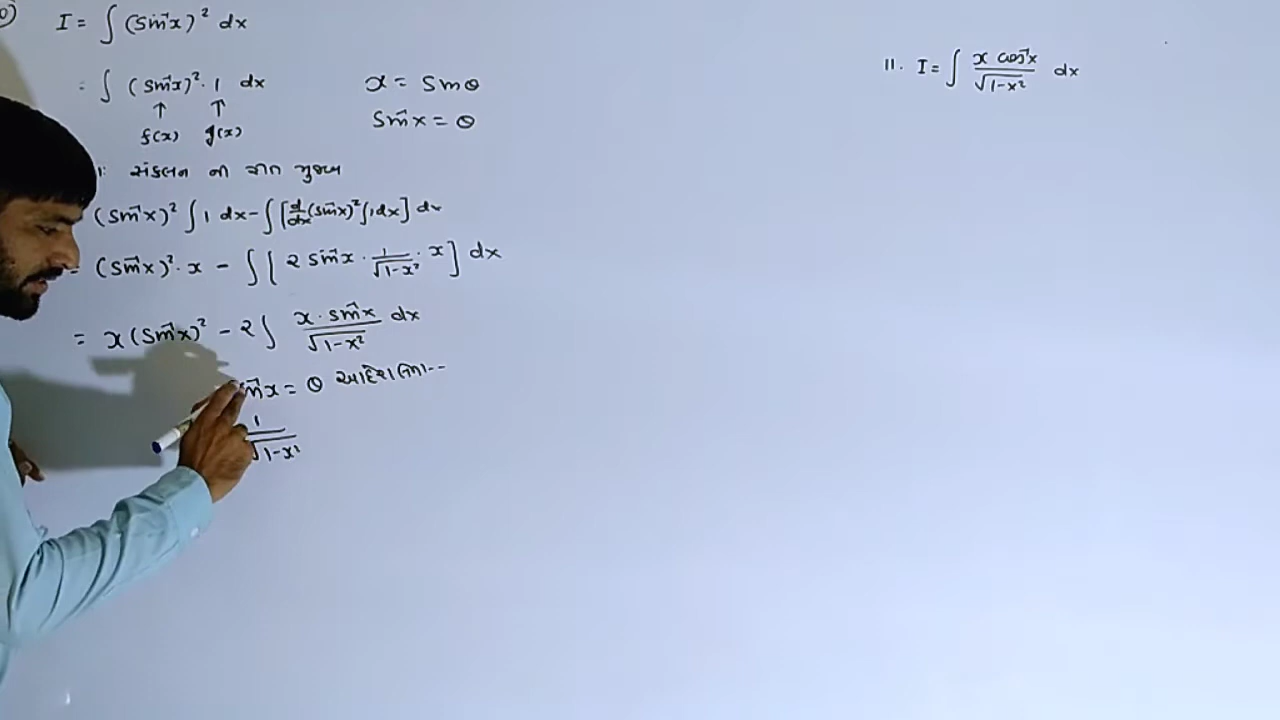 I = ∫ (sin⁻¹x)² dx
= ∫ (sin⁻¹x)² · 1 dx
↑ ↑
f(x) g(x)
x = sinθ
sin⁻¹x = θ
સંકલન ની રીત મુજબ
(sin⁻¹x)² ∫ 1 dx - ∫ [d/dx (sin⁻¹x)² ∫ 1 dx] dx
= (sin⁻¹x)² · x - ∫ [2 sin⁻¹x · 1/√1-x² · x] dx
= x(sin⁻¹x)² - 2 ∫ x · sin⁻¹x/√1-x² dx
sin⁻¹x = θ આદેશ લેતા--
1/√1-x²
11. I = ∫ x cos⁻¹x/√1-x² dx